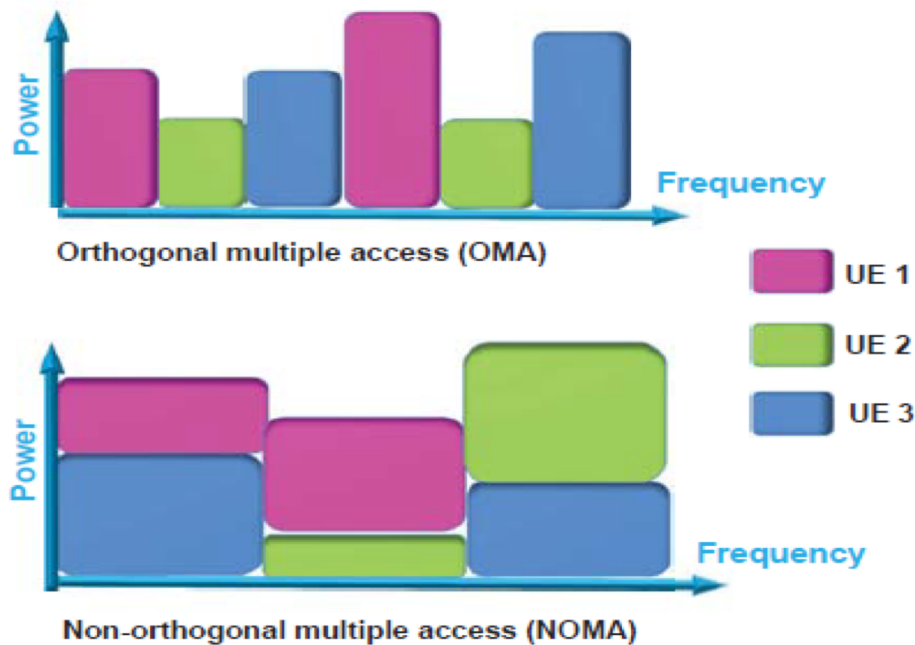 Power
Frequency
Orthogonal multiple access (OMA)
UE 1
UE 2
UE 3
Power
Frequency
Non-orthogonal multiple access (NOMA)